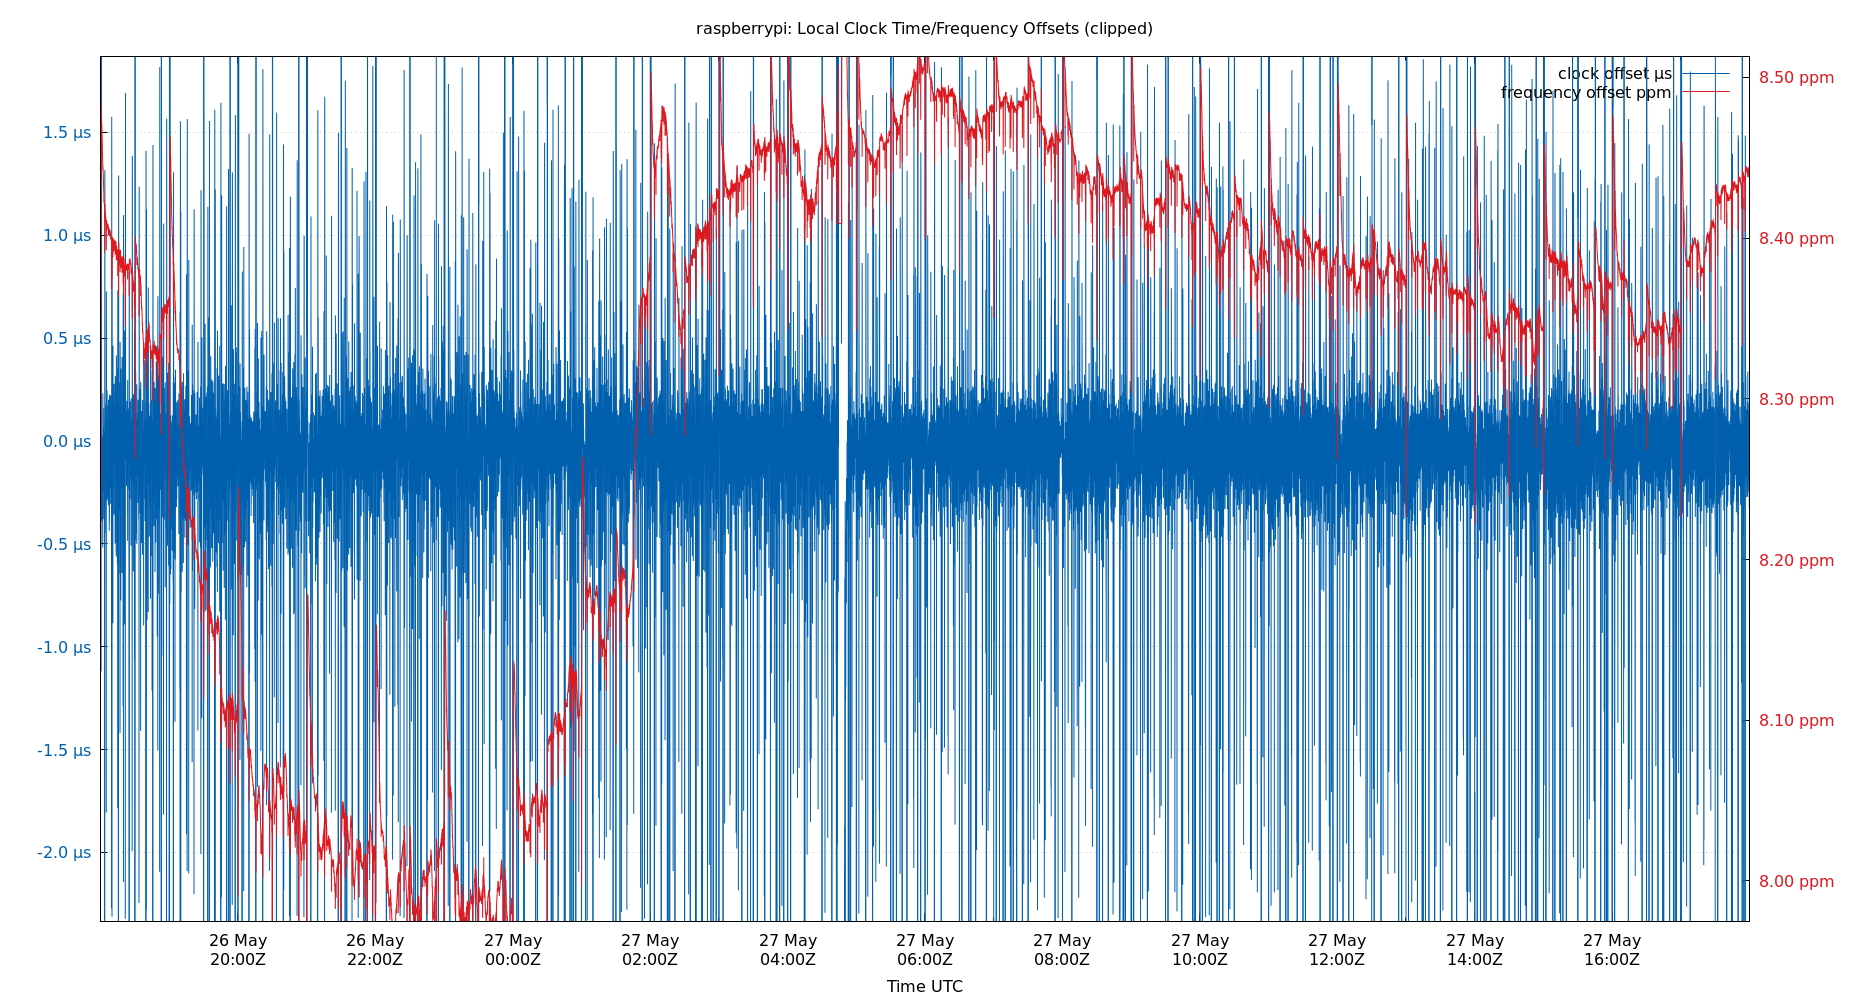 raspberrypi: Local Clock Time/Frequency Offsets (clipped)
clock offset µs
frequency offset ppm
1.5 µs
1.0 µs
0.5 µs
0.0 µs
-0.5 µs
-1.0 µs
-1.5 µs
-2.0 µs
8.50 ppm
8.40 ppm
8.30 ppm
8.20 ppm
8.10 ppm
8.00 ppm
26 May 26 May 27 May 27 May 27 May 27 May 27 May 27 May 27 May 27 May 27 May
20:00Z 22:00Z 00:00Z 02:00Z 04:00Z 06:00Z 08:00Z 10:00Z 12:00Z 14:00Z 16:00Z
Time UTC